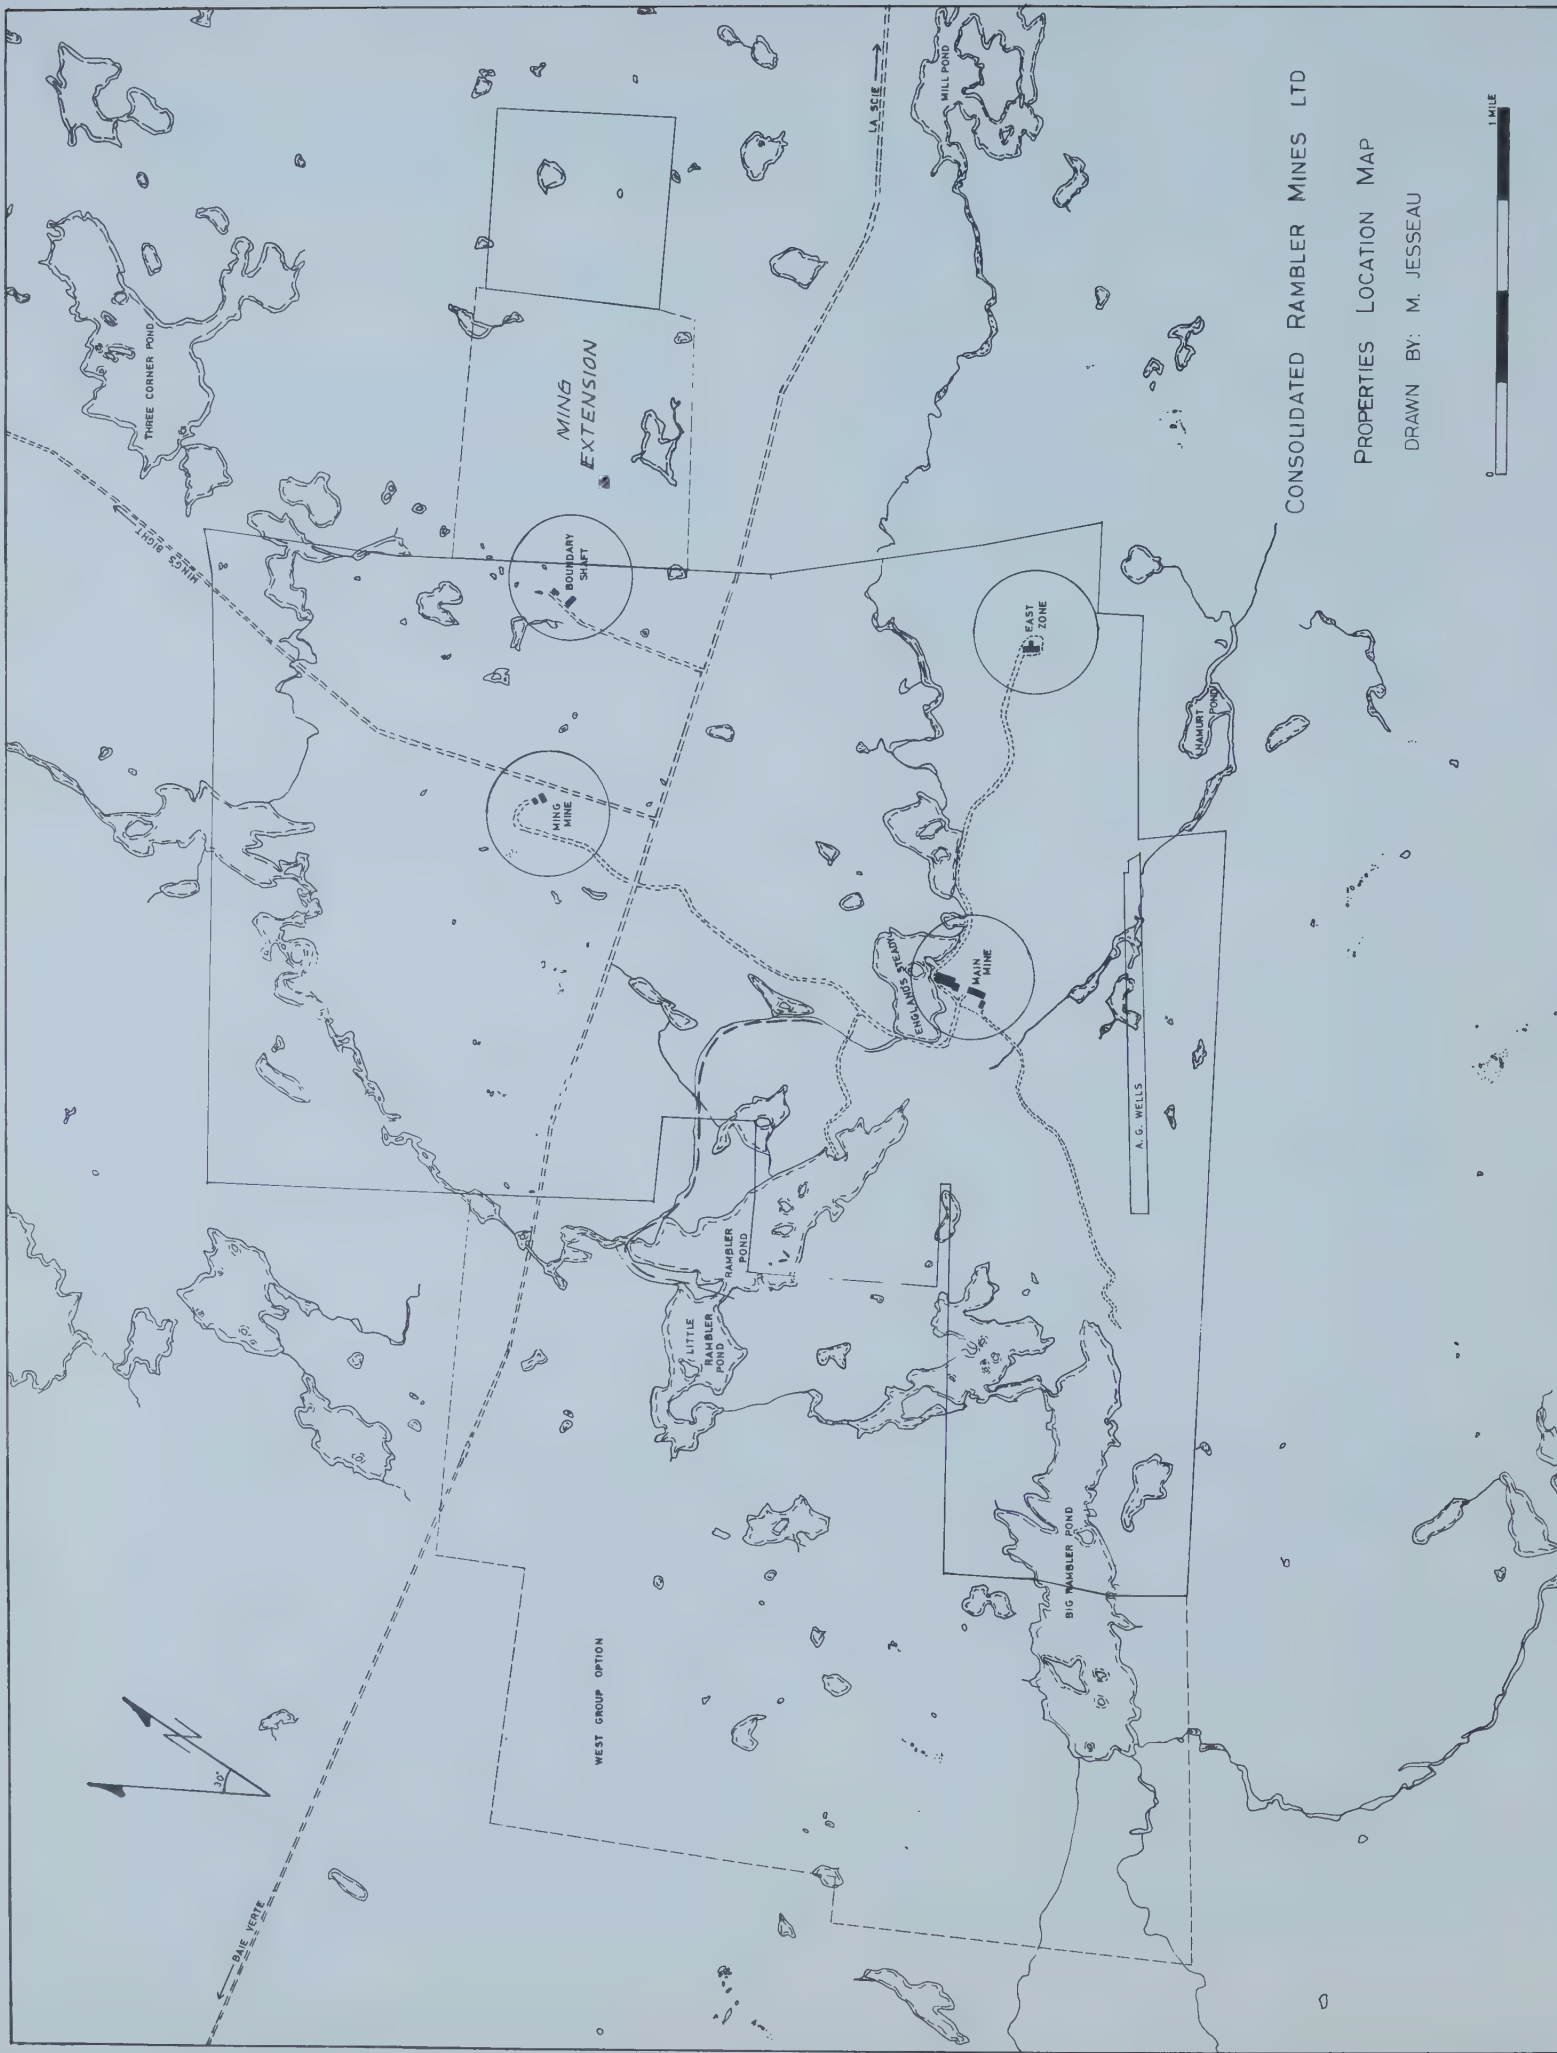 CONSOLIDATED RAMBLER MINES LTD
PROPERTIES LOCATION MAP
DRAWN BY: M. JESSEAU
0
1 MILE
BAIE VERTE
30°
N
MINGS BIGHT
THREE CORNER POND
MING
EXTENSION
BOUNDARY
SHAFT
MING
MINE
LA SCIE
MILL POND
WEST GROUP OPTION
LITTLE
RAMBLER
POND
RAMBLER
POND
ENGLANDS STEADY
MAIN
MINE
EAST
ZONE
BIG RAMBLER POND
A. G. WELLS
NAMURT
POND